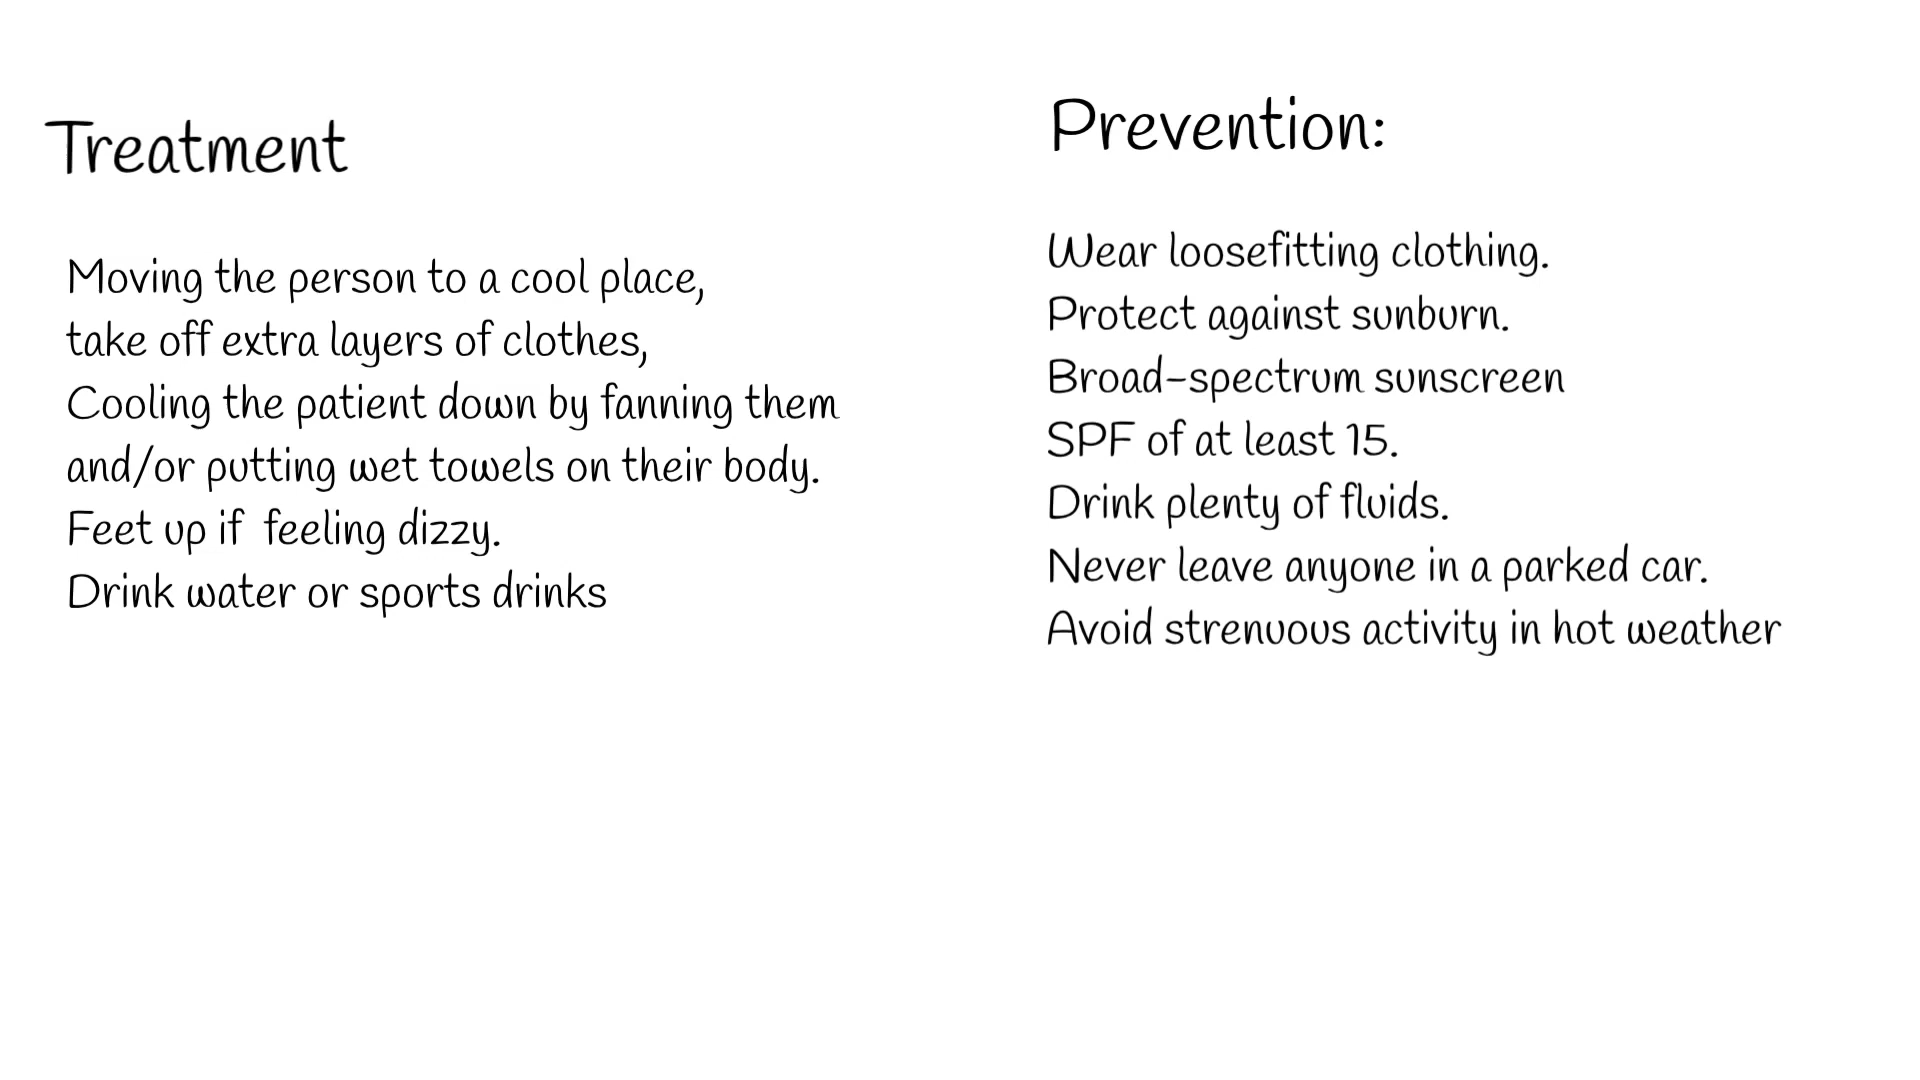 Treatment
Moving the person to a cool place,
take off extra layers of clothes,
Cooling the patient down by fanning them
and/or putting wet towels on their body.
Feet up if  feeling dizzy.
Drink water or sports drinks
Prevention:
Wear loosefitting clothing.
Protect against sunburn.
Broad-spectrum sunscreen
SPF of at least 15.
Drink plenty of fluids.
Never leave anyone in a parked car.
Avoid strenuous activity in hot weather